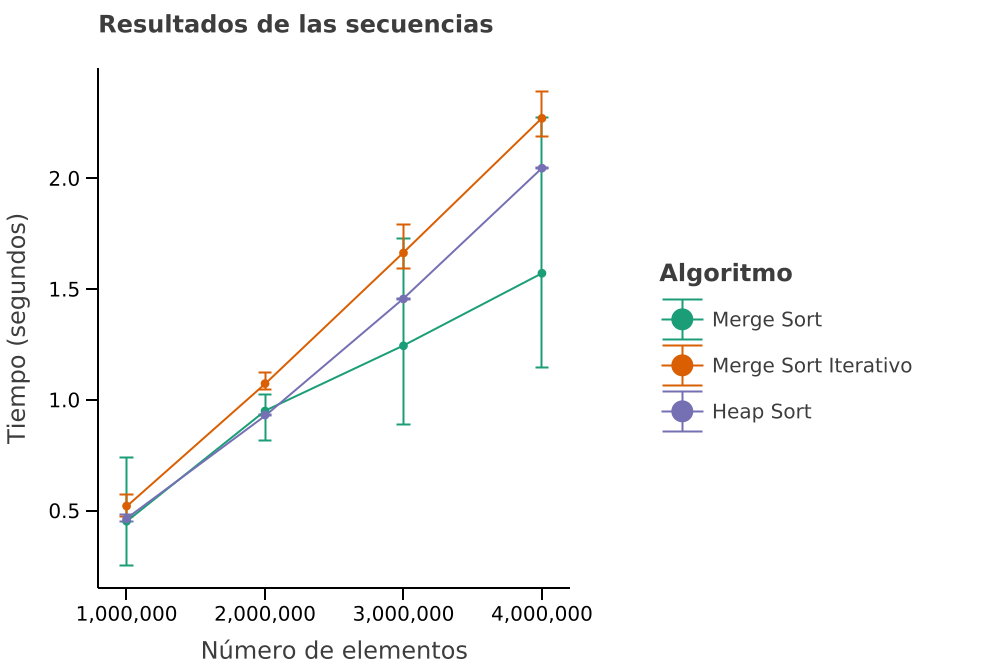 Resultados de las secuencias
Tiempo (segundos)
2.0
1.5
1.0
0.5
1,000,000 2,000,000 3,000,000 4,000,000
Número de elementos
Algoritmo
Merge Sort
Merge Sort Iterativo
Heap Sort